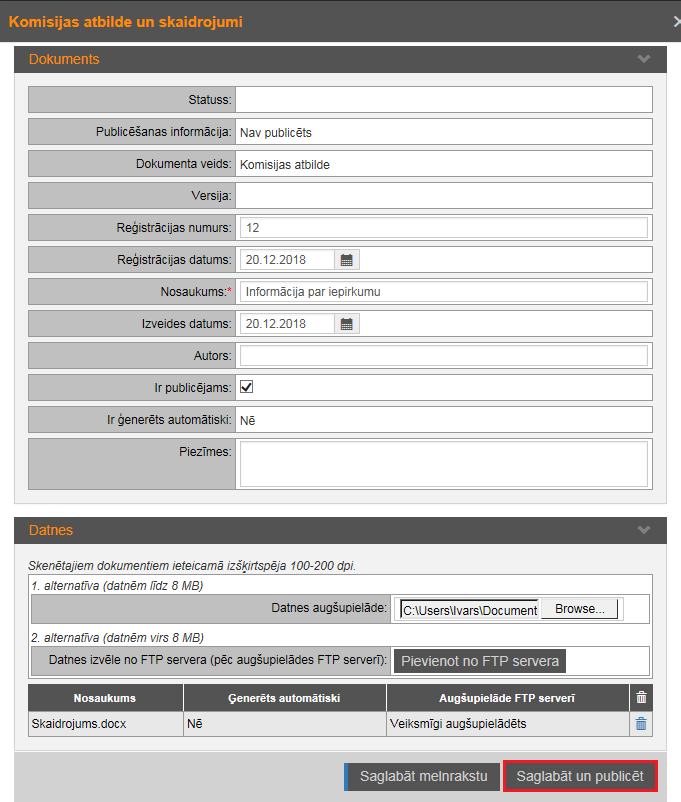 Komisijas atbilde un skaidrojumi
Dokuments
Statuss:
Publicēšanas informācija: Nav publicēts
Dokumenta veids: Komisijas atbilde
Versija:
Reģistrācijas numurs: 12
Reģistrācijas datums: 20.12.2018
Nosaukums:* Informācija par iepirkumu
Izveides datums: 20.12.2018
Autors:
Ir publicējams:
Ir ģenerēts automātiski: Nē
Piezīmes:
Datnes
Skenētajiem dokumentiem ieteicamā izšķirtspēja 100-200 dpi.
1. alternatīva (datnēm līdz 8 MB)
Datnes augšupielāde: C:\Users\Ivars\Document Browse...
2. alternatīva (datnēm virs 8 MB)
Datnes izvēle no FTP servera (pēc augšupielādes FTP serverī): Pievienot no FTP servera
Nosaukums Ģenerēts automātiski Augšupielāde FTP serverī
Skaidrojums.docx Nē Veiksmīgi augšupielādēts
Saglabāt melnrakstu Saglabāt un publicēt